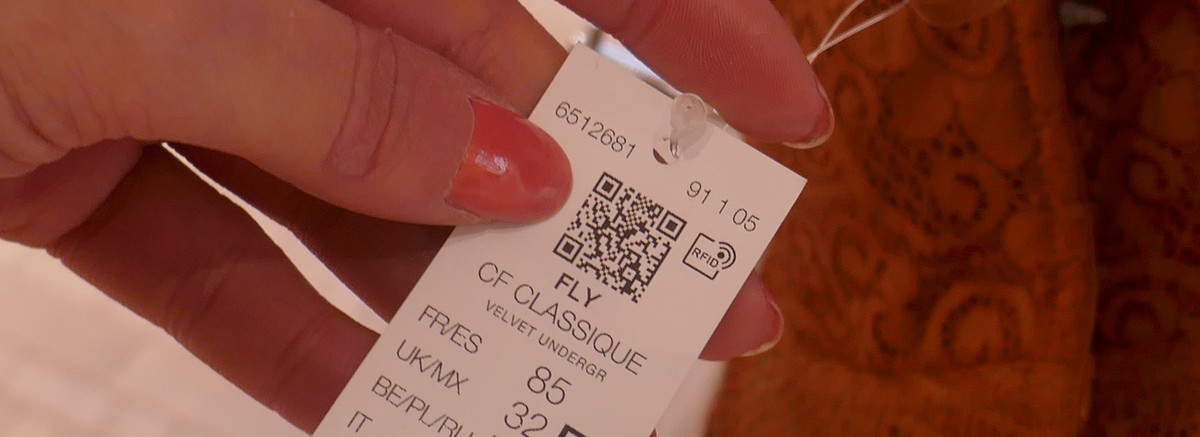 6512681
91 1 05
RFID
FLY
CF CLASSIQUE
VELVET UNDERGR
FR/ES 85
UK/MX 32
BE/PL/RU
IT